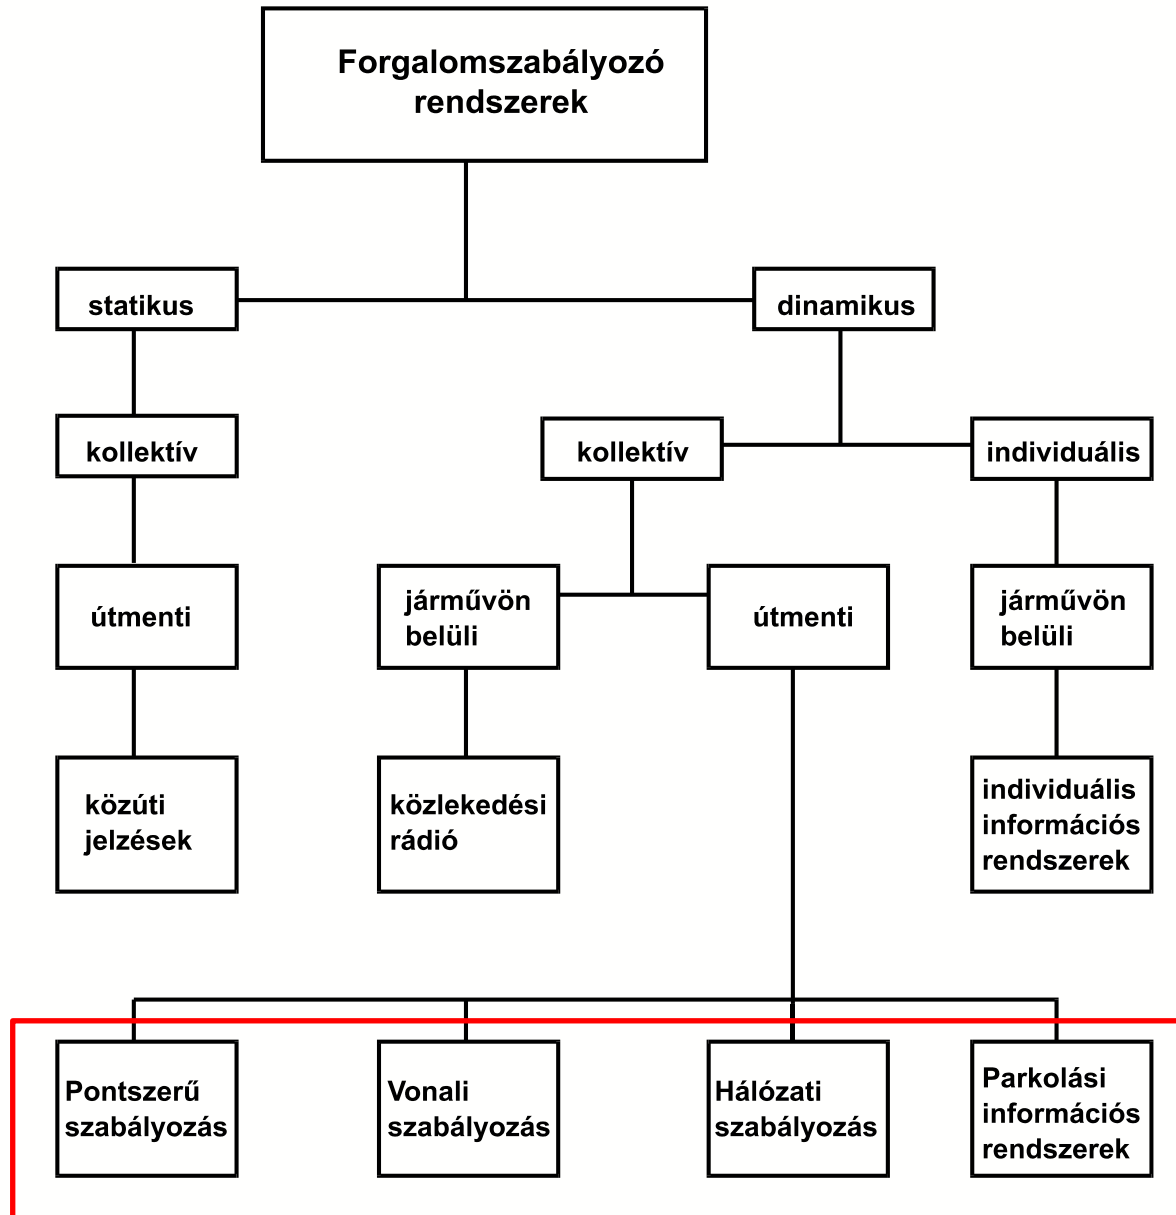 Forgalomszabályozó
rendszerek
statikus
dinamikus
kollektív
kollektív
individuális
útmenti
járművön
belüli
útmenti
járművön
belüli
közúti
jelzések
közlekedési
rádió
individuális
információs
rendszerek
Pontszerű
szabályozás
Vonali
szabályozás
Hálózati
szabályozás
Parkolási
információs
rendszerek